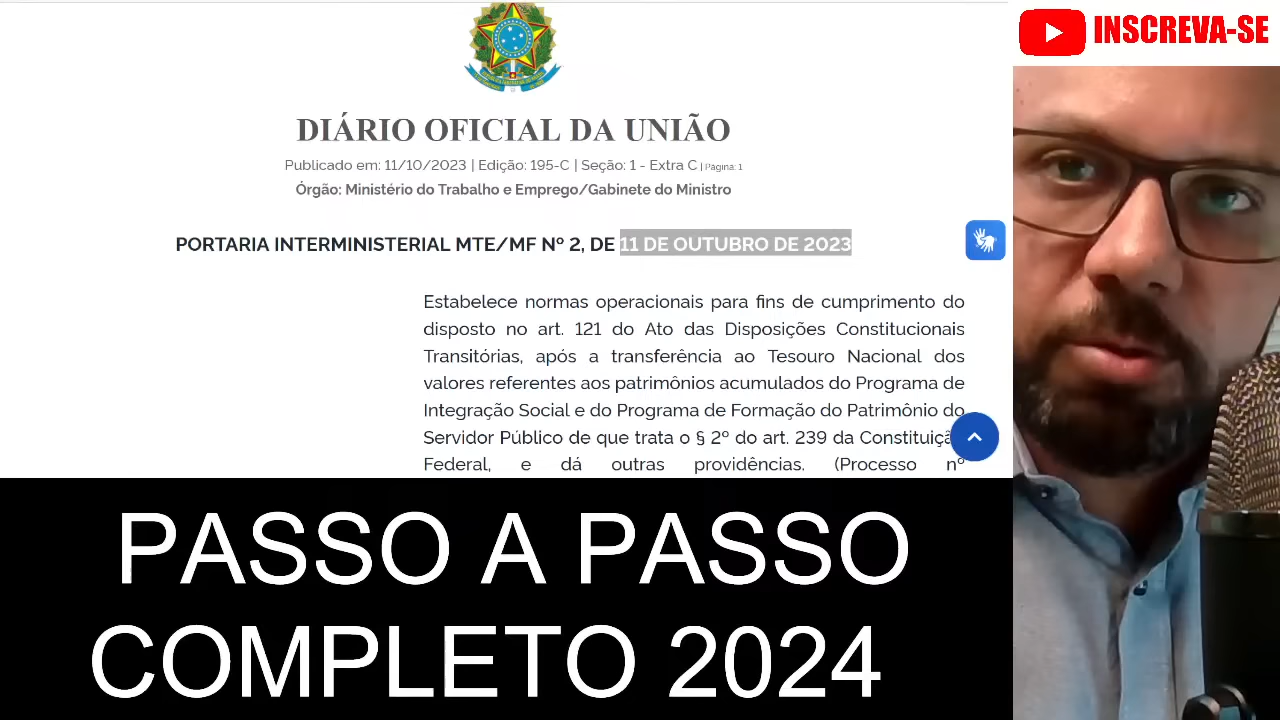 INSCREVA-SE
DIÁRIO OFICIAL DA UNIÃO
Publicado em: 11/10/2023 | Edição: 195-C | Seção: 1 - Extra C | Página: 1
Órgão: Ministério do Trabalho e Emprego/Gabinete do Ministro
PORTARIA INTERMINISTERIAL MTE/MF Nº 2, DE 11 DE OUTUBRO DE 2023
Estabelece normas operacionais para fins de cumprimento do
disposto no art. 121 do Ato das Disposições Constitucionais
Transitórias, após a transferência ao Tesouro Nacional dos
valores referentes aos patrimônios acumulados do Programa de
Integração Social e do Programa de Formação do Patrimônio do
Servidor Público de que trata o § 2º do art. 239 da Constituição
Federal, e dá outras providências. (Processo nº
PASSO A PASSO
COMPLETO 2024